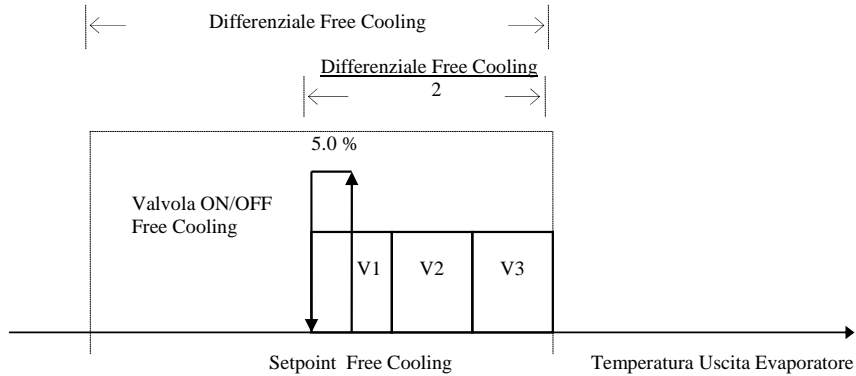 Differenziale Free Cooling
Differenziale Free Cooling
2
5.0 %
Valvola ON/OFF
Free Cooling
V1
V2
V3
Setpoint Free Cooling
Temperatura Uscita Evaporatore